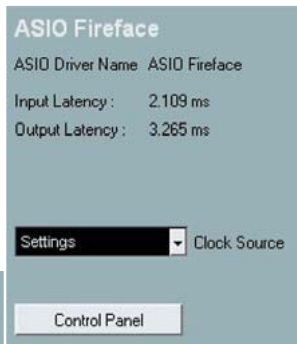 ASIO Fireface
ASIO Driver Name ASIO Fireface
Input Latency : 2.109 ms
Output Latency : 3.265 ms
Settings Clock Source
Control Panel